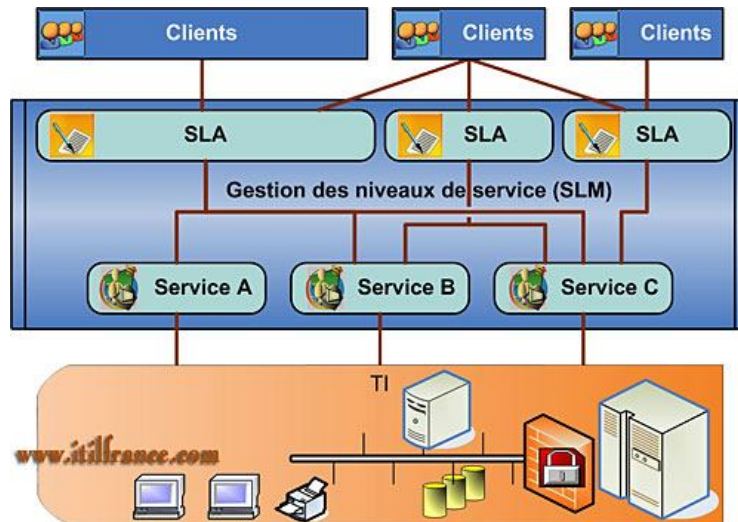 Clients
Clients
Clients
SLA
SLA
SLA
Gestion des niveaux de service (SLM)
Service A
Service B
Service C
TI
www.itilfrance.com